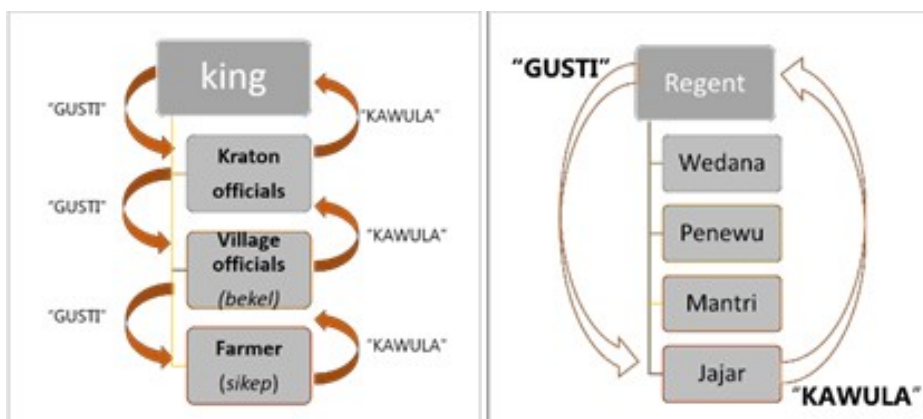 king
"GUSTI"
"KAWULA"
Kraton
officials
"GUSTI"
"KAWULA"
Village
officials
(bekel)
"GUSTI"
"KAWULA"
Farmer
(sikep)
"GUSTI"
Regent
Wedana
Penewu
Mantri
Jajar
"KAWULA"